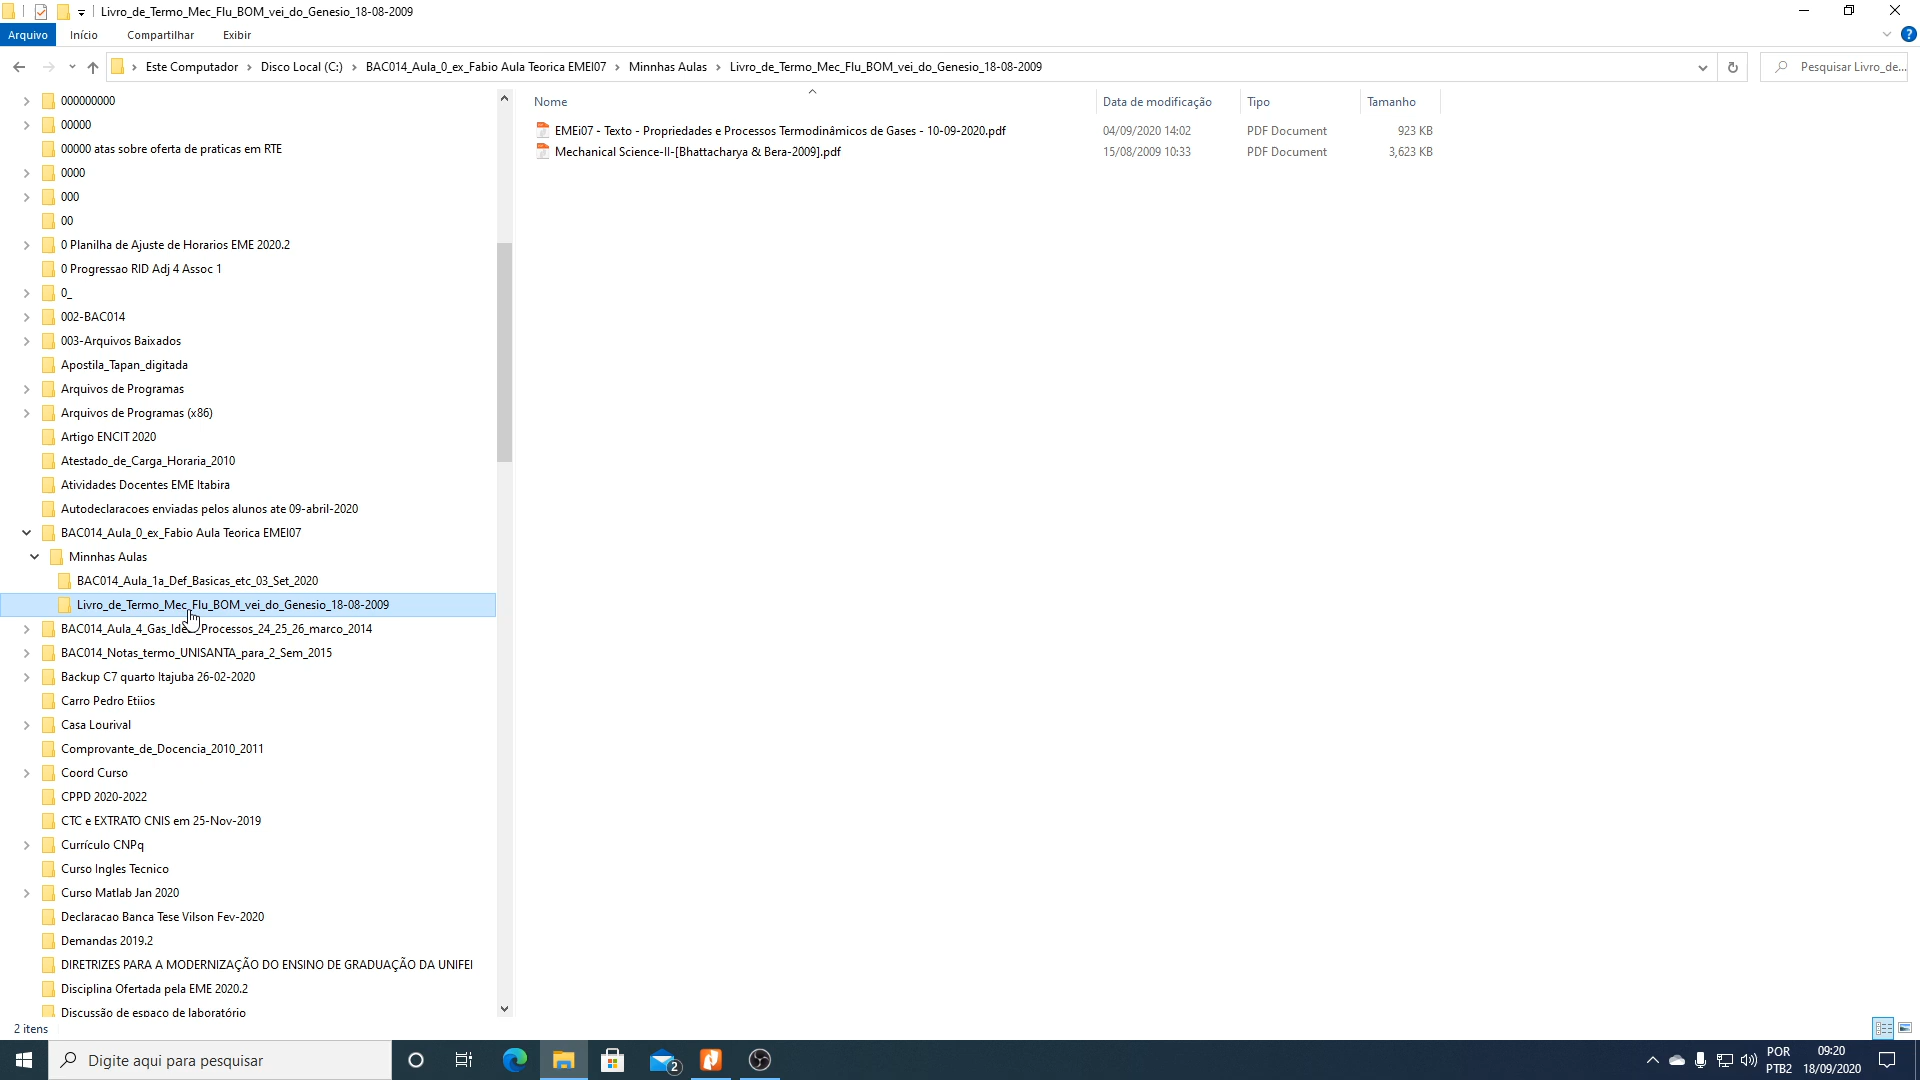 Livro_de_Termo_Mec_Flu_BOM_vei_do_Genesio_18-08-2009
Arquivo Início Compartilhar Exibir
Este Computador Disco Local (C:) BAC014_Aula_0_ex_Fabio Aula Teorica EMEI07 Minnhas Aulas Livro_de_Termo_Mec_Flu_BOM_vei_do_Genesio_18-08-2009 Pesquisar Livro_de...
Nome Data de modificação Tipo Tamanho
EMEi07 - Texto - Propriedades e Processos Termodinâmicos de Gases - 10-09-2020.pdf 04/09/2020 14:02 PDF Document 923 KB
Mechanical Science-II-[Bhattacharya & Bera-2009].pdf 15/08/2009 10:33 PDF Document 3,623 KB
000000000
00000
00000 atas sobre oferta de praticas em RTE
0000
000
00
0 Planilha de Ajuste de Horarios EME 2020.2
0 Progressao RID Adj 4 Assoc 1
0_
002-BAC014
003-Arquivos Baixados
Apostila_Tapan_digitada
Arquivos de Programas
Arquivos de Programas (x86)
Artigo ENCIT 2020
Atestado_de_Carga_Horaria_2010
Atividades Docentes EME Itabira
Autodeclaracoes enviadas pelos alunos ate 09-abril-2020
BAC014_Aula_0_ex_Fabio Aula Teorica EMEI07
Minnhas Aulas
BAC014_Aula_1a_Def_Basicas_etc_03_Set_2020
Livro_de_Termo_Mec_Flu_BOM_vei_do_Genesio_18-08-2009
BAC014_Aula_4_Gas_Ide Processos_24_25_26_marco_2014
BAC014_Notas_termo_UNISANTA_para_2_Sem_2015
Backup C7 quarto Itajuba 26-02-2020
Carro Pedro Etiios
Casa Lourival
Comprovante_de_Docencia_2010_2011
Coord Curso
CPPD 2020-2022
CTC e EXTRATO CNIS em 25-Nov-2019
Currículo CNPq
Curso Ingles Tecnico
Curso Matlab Jan 2020
Declaracao Banca Tese Vilson Fev-2020
Demandas 2019.2
DIRETRIZES PARA A MODERNIZAÇÃO DO ENSINO DE GRADUAÇÃO DA UNIFEI
Disciplina Ofertada pela EME 2020.2
Discussão de espaco de laboratório
2 itens
Digite aqui para pesquisar
2
POR
PTB2
09:20
18/09/2020